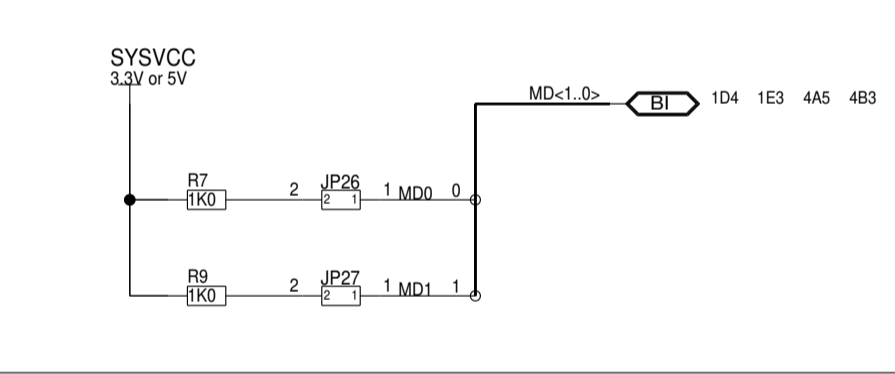 SYSVCC
3.3V or 5V
MD<1..0> BI 1D4 1E3 4A5 4B3
R7
1K0
2
JP26
2 1
1 MD0 0
R9
1K0
2
JP27
2 1
1 MD1 1